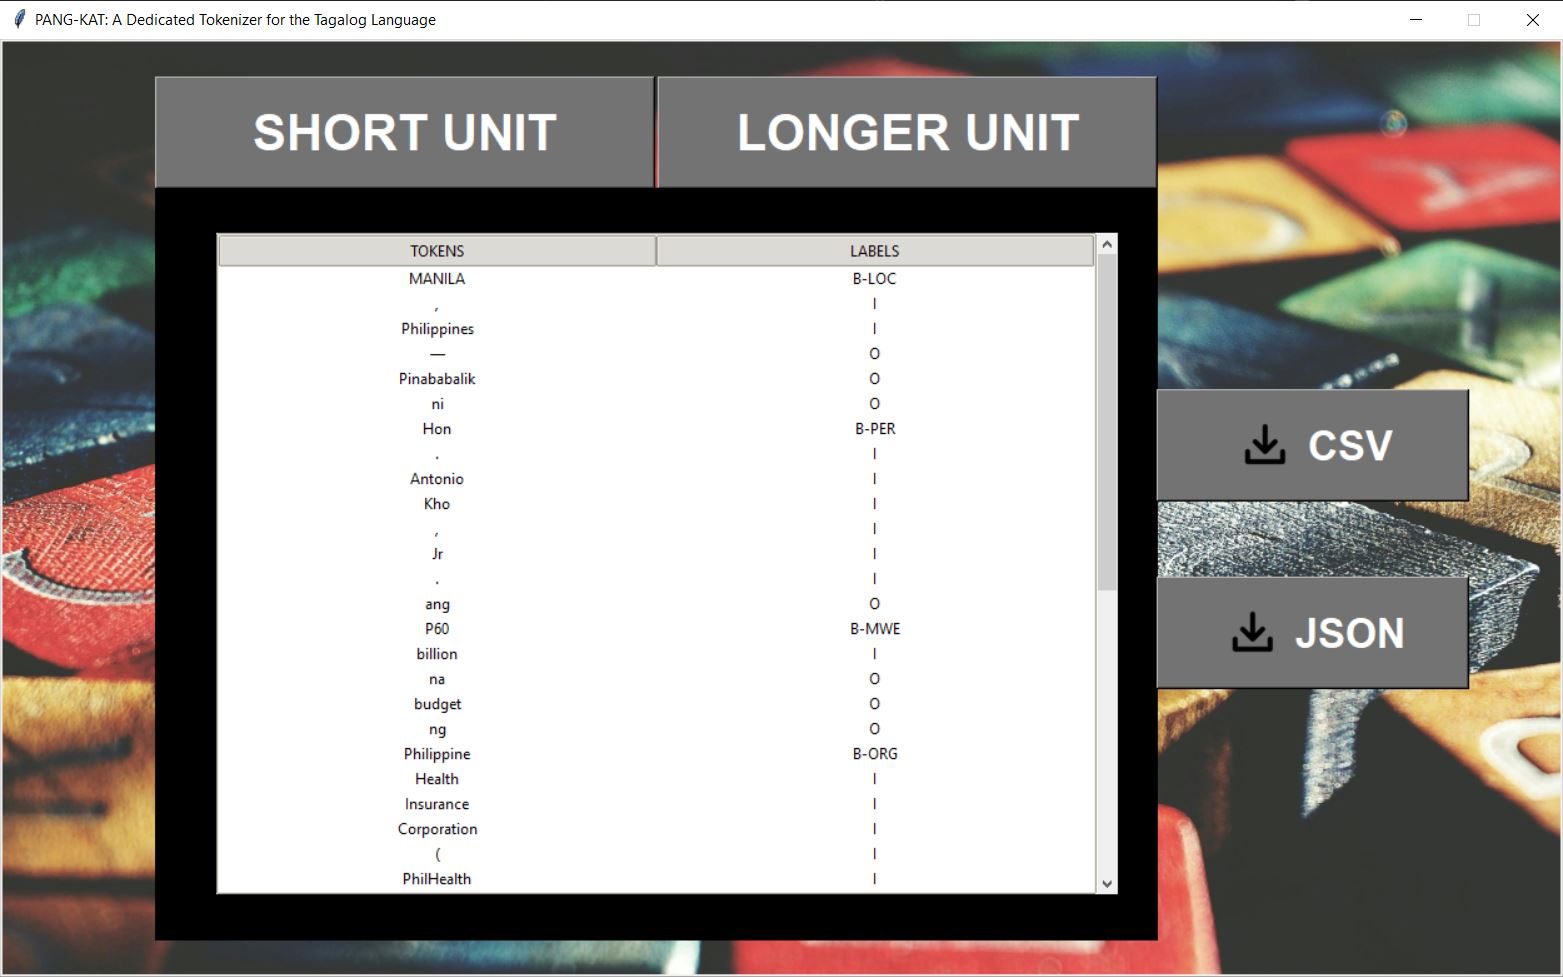 PANG-KAT: A Dedicated Tokenizer for the Tagalog Language
SHORT UNIT LONGER UNIT
TOKENS LABELS
MANILA B-LOC
, I
Philippines I
— O
Pinababalik O
ni O
Hon B-PER
. I
Antonio I
Kho I
, I
Jr I
. I
ang O
P60 B-MWE
billion I
na O
budget O
ng O
Philippine B-ORG
Health I
Insurance I
Corporation I
( I
PhilHealth I
CSV
JSON